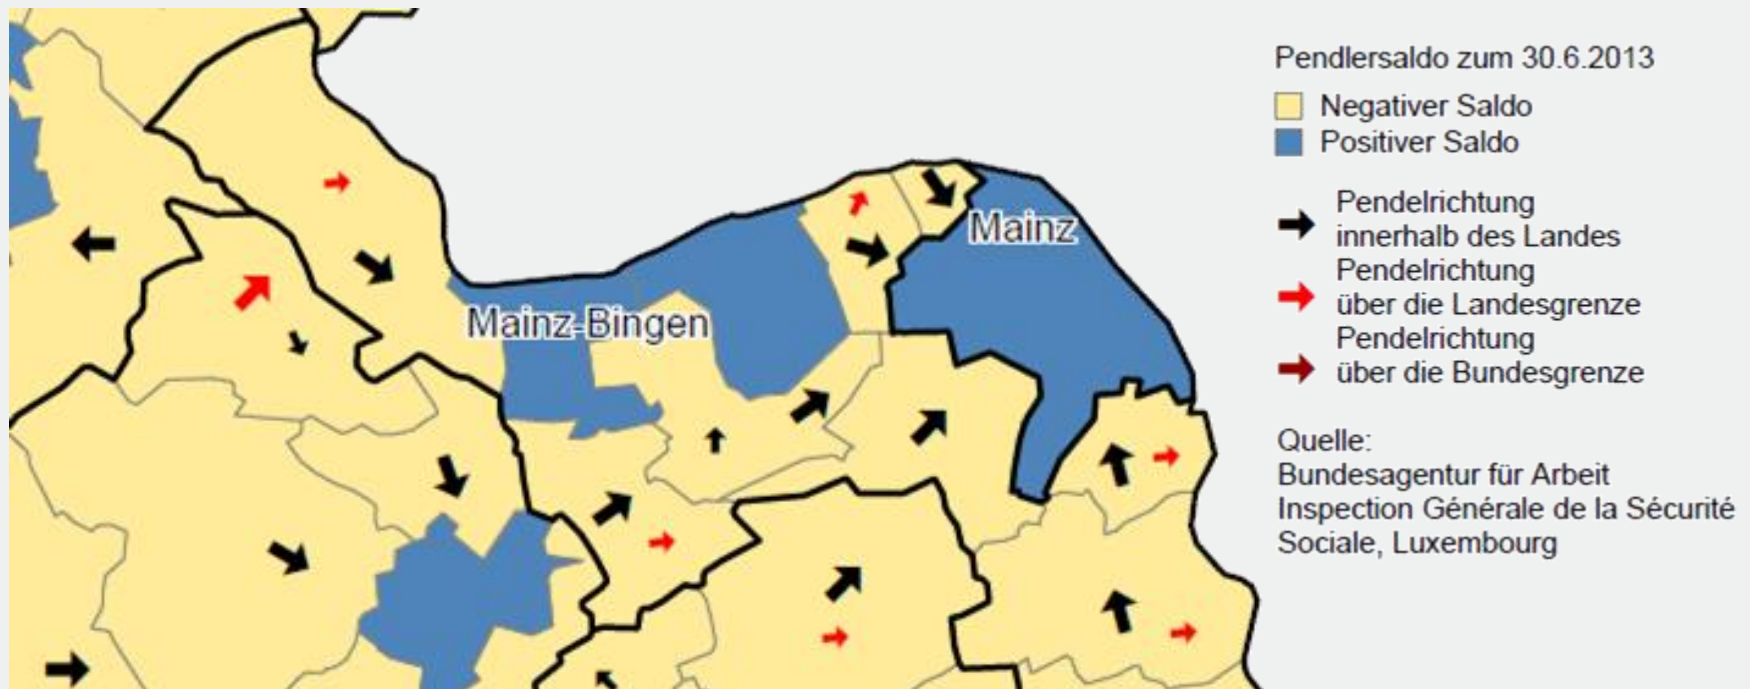 Pendlersaldo zum 30.6.2013
Negativer Saldo
Positiver Saldo
Pendelrichtung
innerhalb des Landes
Pendelrichtung
über die Landesgrenze
Pendelrichtung
über die Bundesgrenze
Quelle:
Bundesagentur für Arbeit
Inspection Générale de la Sécurité
Sociale, Luxembourg
Mainz
Mainz-Bingen